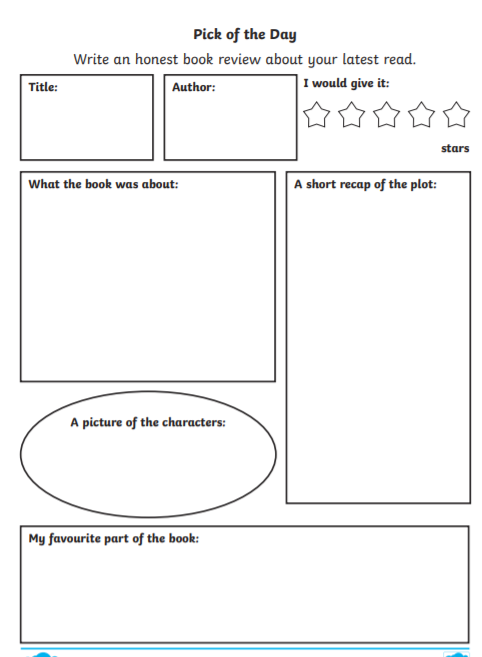 Pick of the Day
Write an honest book review about your latest read.
Title:
Author:
I would give it:
stars
What the book was about:
A short recap of the plot:
A picture of the characters:
My favourite part of the book: